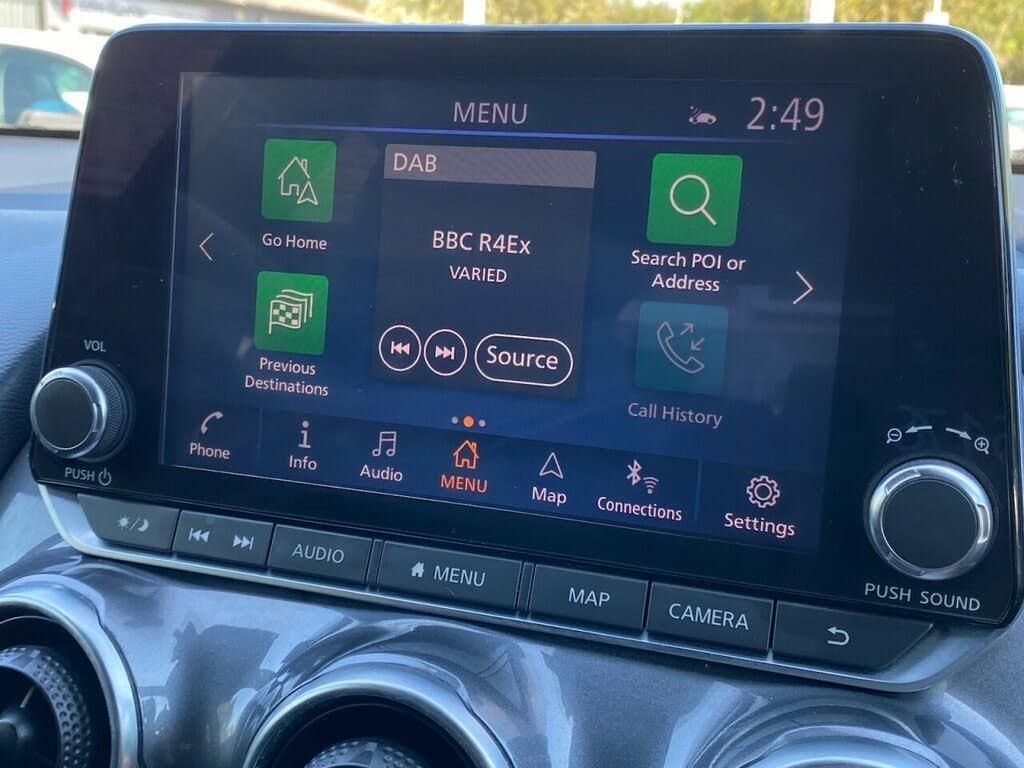 MENU
2:49
Go Home
DAB
BBC R4Ex
VARIED
Source
Search POI or
Address
Previous
Destinations
Call History
Phone
Info
Audio
MENU
Map
Connections
Settings
VOL
PUSH
PUSH SOUND
AUDIO
MENU
MAP
CAMERA